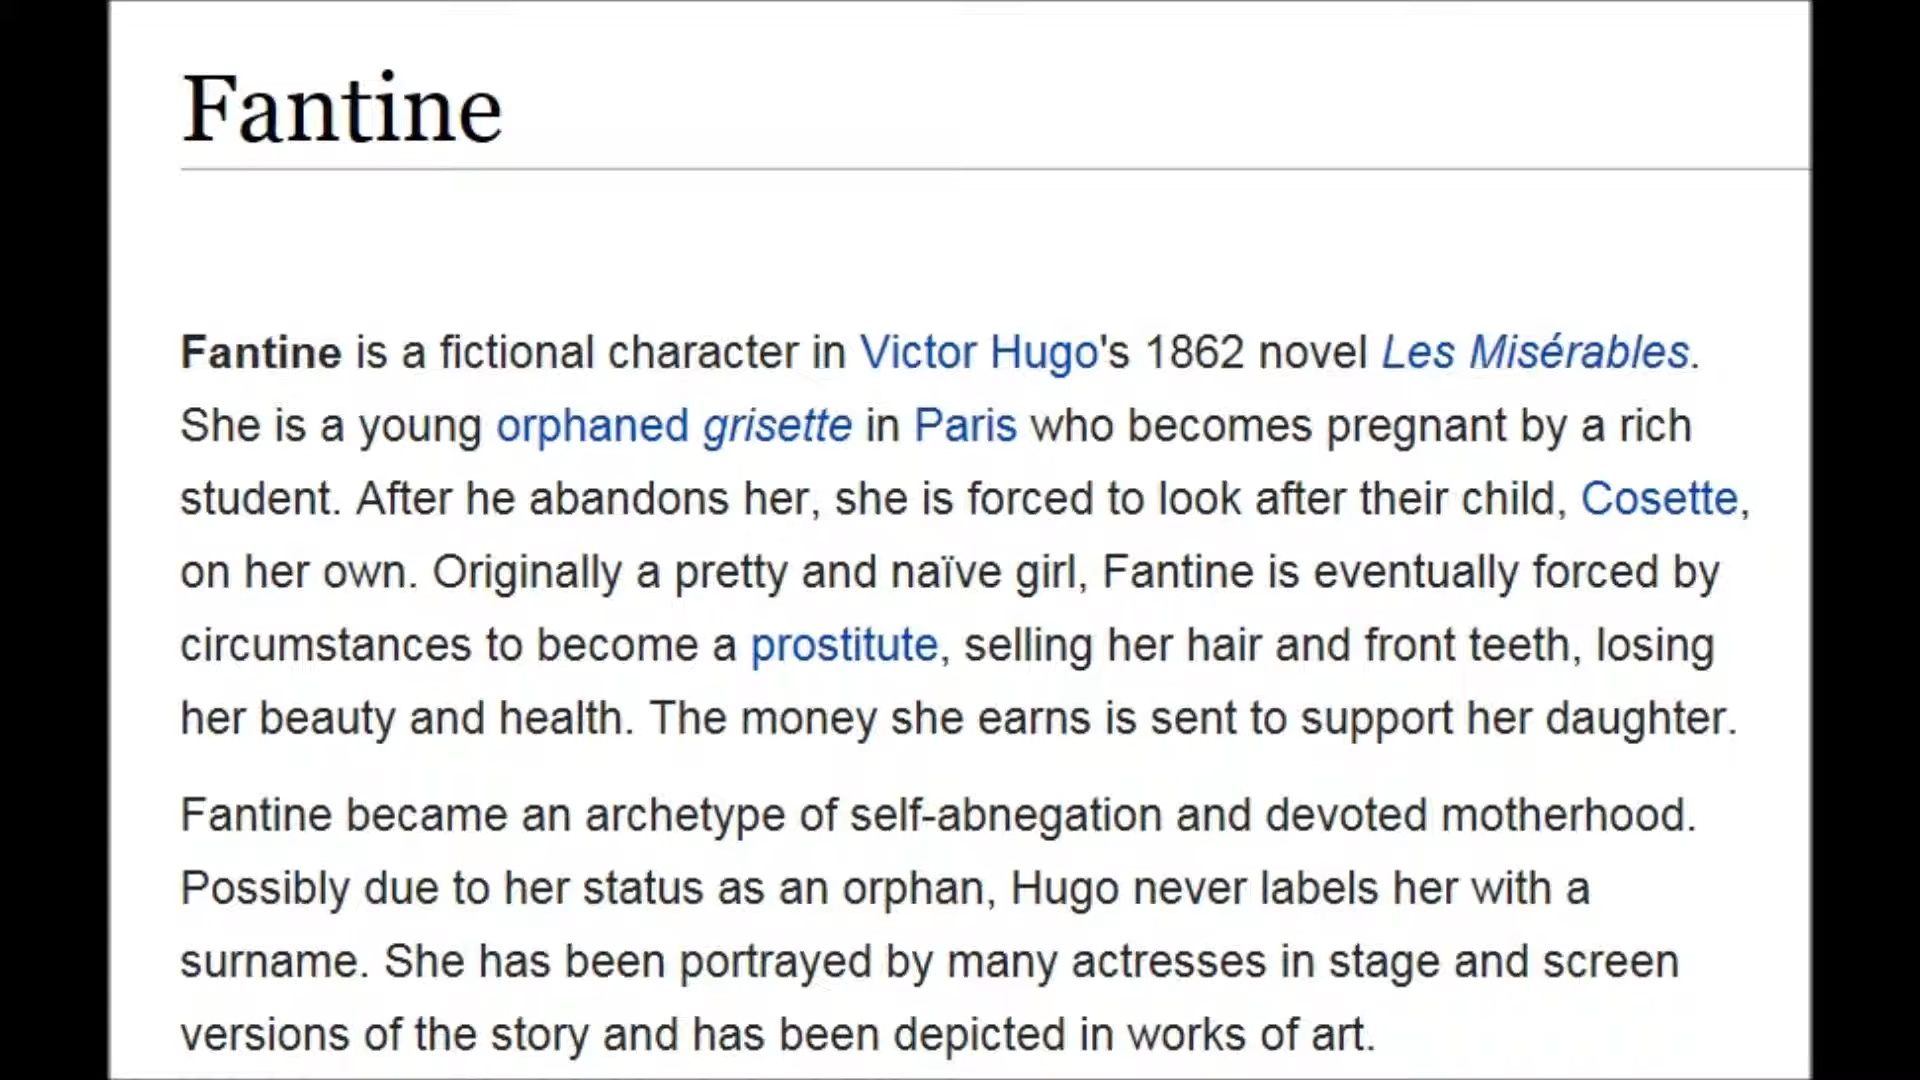 Fantine
Fantine is a fictional character in Victor Hugo's 1862 novel Les Misérables.
She is a young orphaned grisette in Paris who becomes pregnant by a rich
student. After he abandons her, she is forced to look after their child, Cosette,
on her own. Originally a pretty and naïve girl, Fantine is eventually forced by
circumstances to become a prostitute, selling her hair and front teeth, losing
her beauty and health. The money she earns is sent to support her daughter.
Fantine became an archetype of self-abnegation and devoted motherhood.
Possibly due to her status as an orphan, Hugo never labels her with a
surname. She has been portrayed by many actresses in stage and screen
versions of the story and has been depicted in works of art.